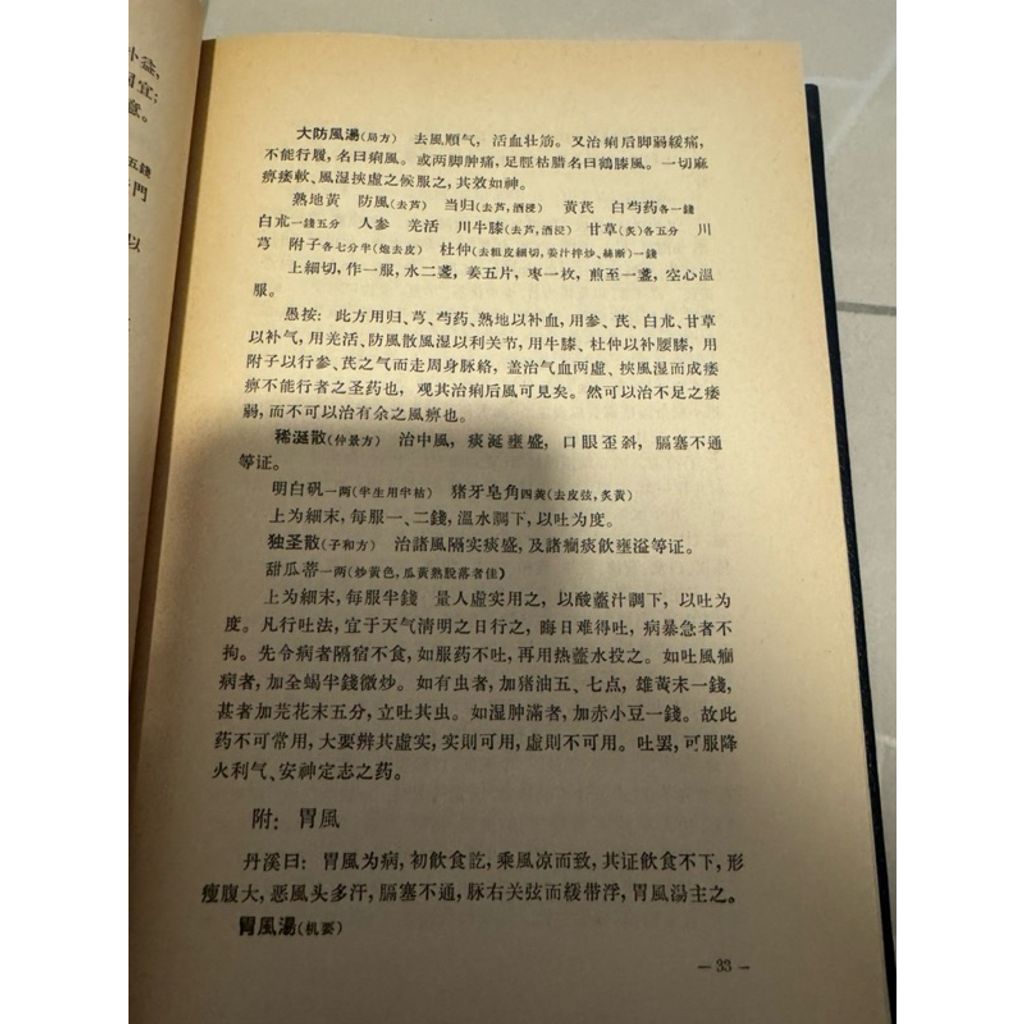 卜益,
同宜;
意。
五錢
門
以
大防風湯(局方) 去風順气, 活血壮筋。又治痢后脚弱緩痛,
不能行履, 名曰痢風。或两脚肿痛, 足脛枯腊名曰鶴膝風。一切麻
痹痿軟、風湿挾虛之候服之, 其效如神。
熟地黃 防風(去芦) 当归(去芦, 酒浸) 黃芪 白芍药各一錢
白朮一錢五分 人参 羌活 川牛膝(去芦, 酒浸) 甘草(炙)各五分 川
芎 附子各七分半(炮去皮) 杜仲(去粗皮細切, 姜汁拌炒、絲断)一錢
上細切, 作一服, 水二盞, 姜五片, 枣一枚, 煎至一盞, 空心溫
服。
愚按: 此方用归、芎、芍药、熟地以补血, 用参、芪、白朮、甘草
以补气, 用羌活、防風散風湿以利关节, 用牛膝、杜仲以补腰膝, 用
附子以行参、芪之气而走周身脉絡, 盖治气血两虛、挾風湿而成痿
痹不能行者之圣药也, 观其治痢后風可見矣。然可以治不足之痿
弱, 而不可以治有余之風痹也。
稀涎散(仲景方) 治中風, 痰涎壅盛, 口眼歪斜, 膈塞不通
等证。
明白矾一两(半生用半枯) 猪牙皂角四莢(去皮弦, 炙黃)
上为細末, 每服一、二錢, 溫水調下, 以吐为度。
独圣散(子和方) 治諸風隔实痰盛, 及諸癇痰飲壅溢等证。
甜瓜蒂一两(炒黃色, 瓜黃熟脫落者佳)
上为細末, 每服半錢 量人虛实用之, 以酸虀汁調下, 以吐为
度。凡行吐法, 宜于天气淸明之日行之, 晦日难得吐, 病暴急者不
拘。先令病者隔宿不食, 如服药不吐, 再用热虀水投之。如吐風癇
病者, 加全蝎半錢微炒。如有虫者, 加猪油五、七点, 雄黃末一錢,
甚者加芫花末五分, 立吐其虫。如湿肿滿者, 加赤小豆一錢。故此
药不可常用, 大要辨其虛实, 实則可用, 虛則不可用。吐罢, 可服降
火利气、安神定志之药。
附: 胃風
丹溪曰: 胃風为病, 初飲食訖, 乘風凉而致, 其证飲食不下, 形
瘦腹大, 恶風头多汗, 膈塞不通, 脉右关弦而緩带浮, 胃風湯主之。
胃風湯(机要)
— 33 —